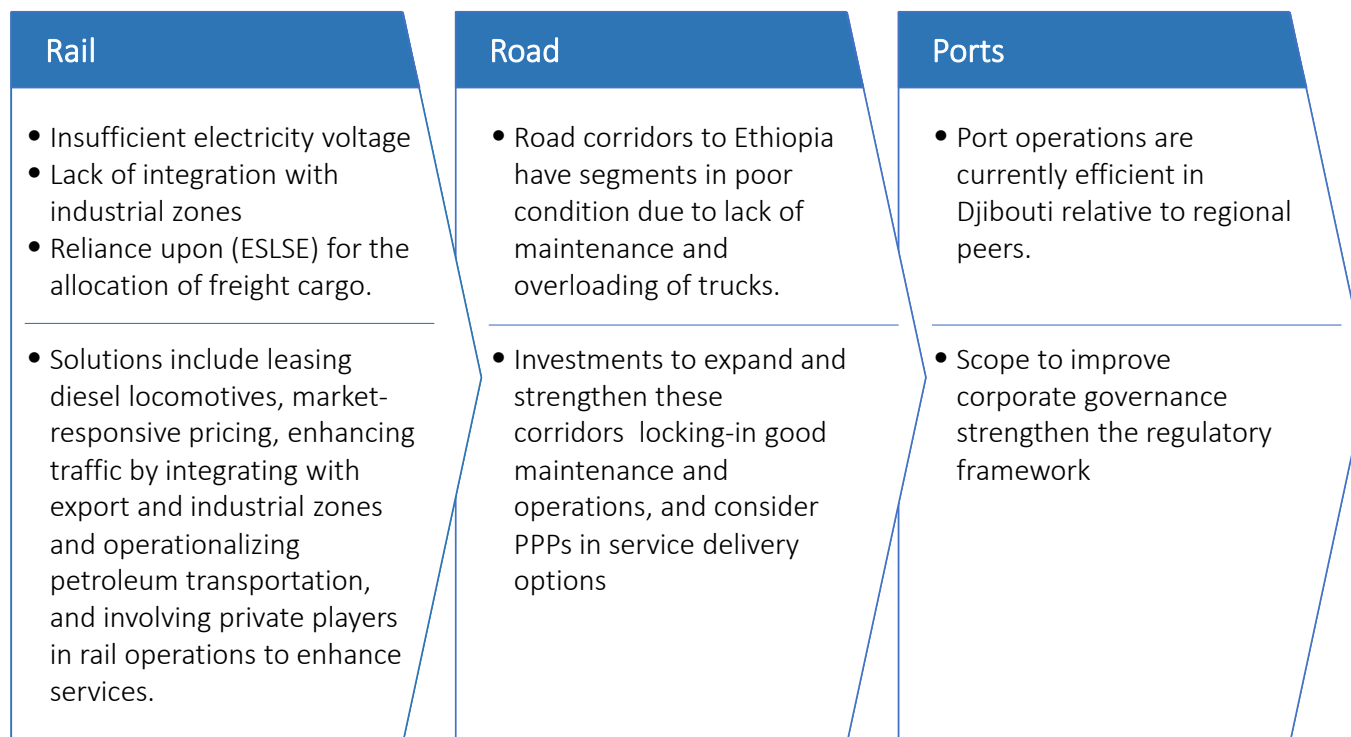 Rail
• Insufficient electricity voltage
• Lack of integration with
industrial zones
• Reliance upon (ESLSE) for the
allocation of freight cargo.
• Solutions include leasing
diesel locomotives, market-
responsive pricing, enhancing
traffic by integrating with
export and industrial zones
and operationalizing
petroleum transportation,
and involving private players
in rail operations to enhance
services.
Road
• Road corridors to Ethiopia
have segments in poor
condition due to lack of
maintenance and
overloading of trucks.
• Investments to expand and
strengthen these
corridors  locking-in good
maintenance and
operations, and consider
PPPs in service delivery
options
Ports
• Port operations are
currently efficient in
Djibouti relative to regional
peers.
• Scope to improve
corporate governance
strengthen the regulatory
framework